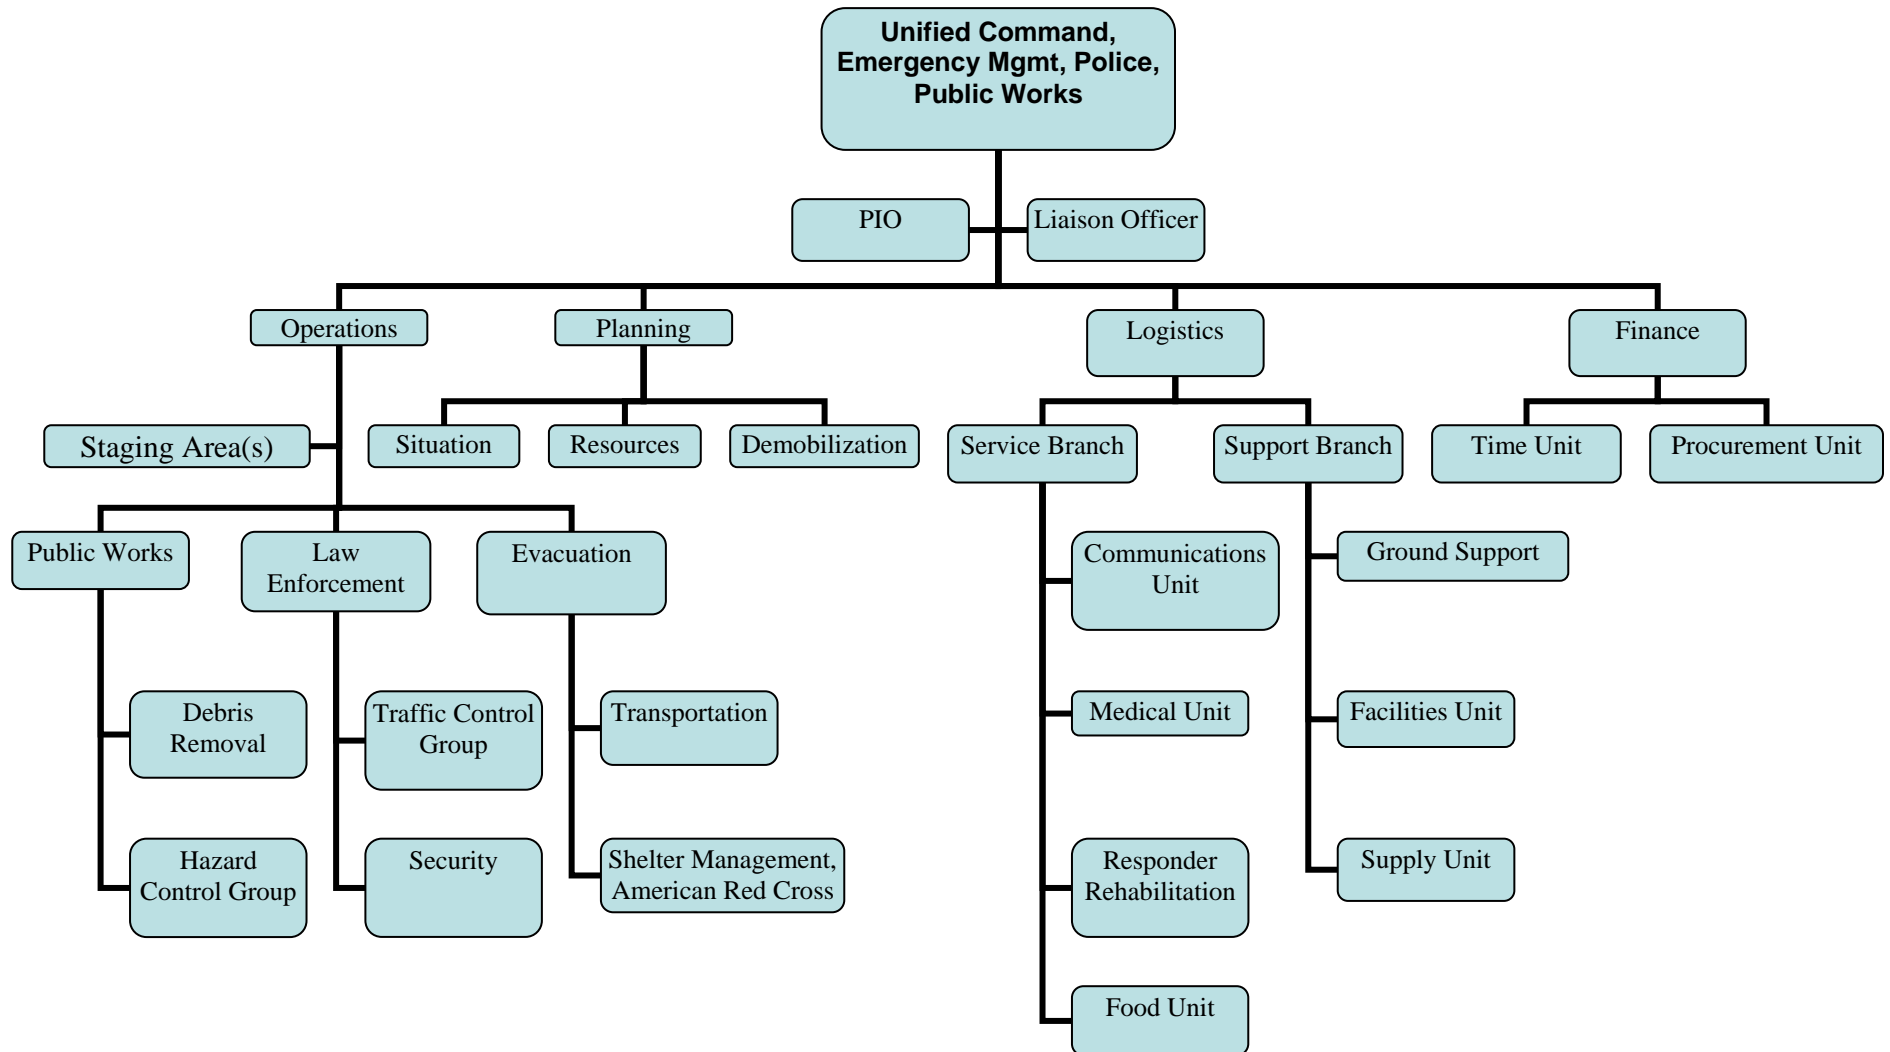 Unified Command,
Emergency Mgmt, Police,
Public Works
PIO
Liaison Officer
Operations
Planning
Logistics
Finance
Staging Area(s)
Situation
Resources
Demobilization
Service Branch
Support Branch
Time Unit
Procurement Unit
Public Works
Law
Enforcement
Evacuation
Communications
Unit
Ground Support
Debris
Removal
Traffic Control
Group
Transportation
Medical Unit
Facilities Unit
Hazard
Control Group
Security
Shelter Management,
American Red Cross
Responder
Rehabilitation
Supply Unit
Food Unit